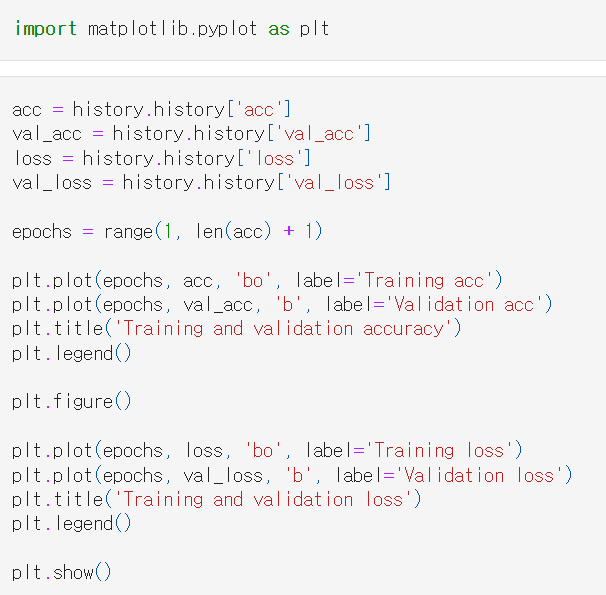 import matplotlib.pyplot as plt
acc = history.history['acc']
val_acc = history.history['val_acc']
loss = history.history['loss']
val_loss = history.history['val_loss']
epochs = range(1, len(acc) + 1)
plt.plot(epochs, acc, 'bo', label='Training acc')
plt.plot(epochs, val_acc, 'b', label='Validation acc')
plt.title('Training and validation accuracy')
plt.legend()
plt.figure()
plt.plot(epochs, loss, 'bo', label='Training loss')
plt.plot(epochs, val_loss, 'b', label='Validation loss')
plt.title('Training and validation loss')
plt.legend()
plt.show()